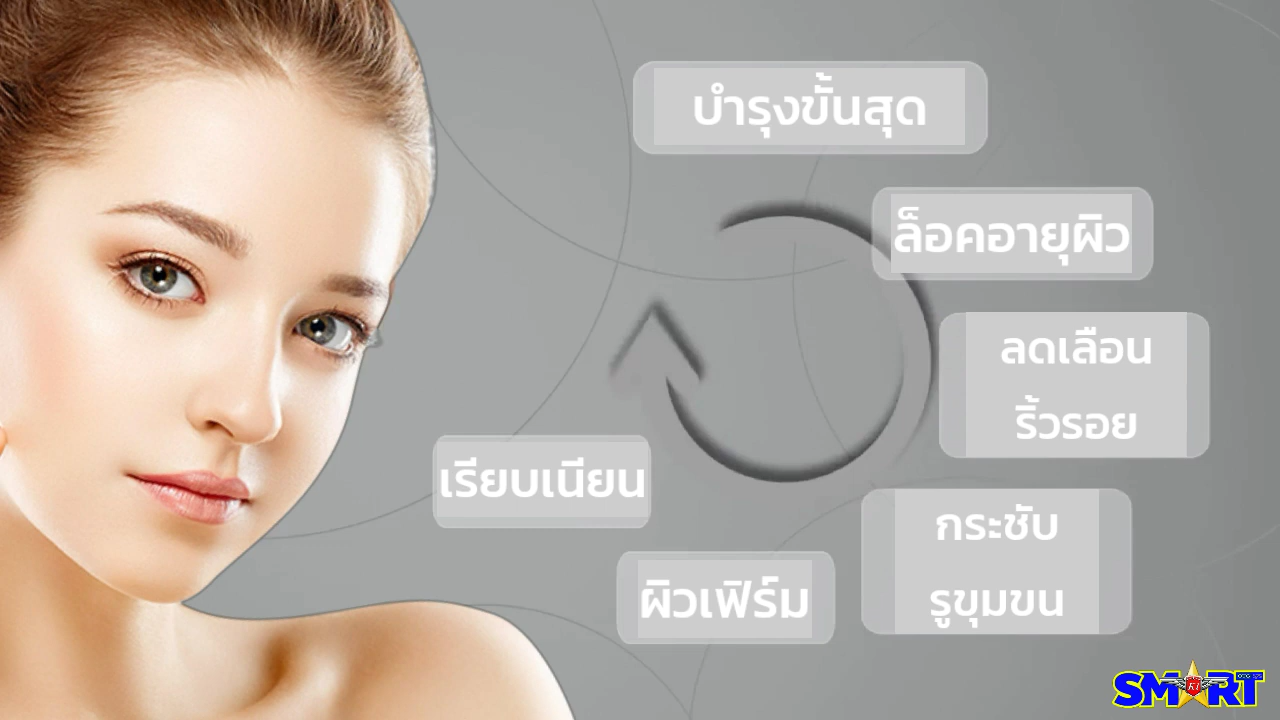 บำรุงขั้นสุด
ล็อคอายุผิว
ลดเลือน
ริ้วรอย
เรียบเนียน
กระชับ
รูขุมขน
ผิวเฟิร์ม
SMART